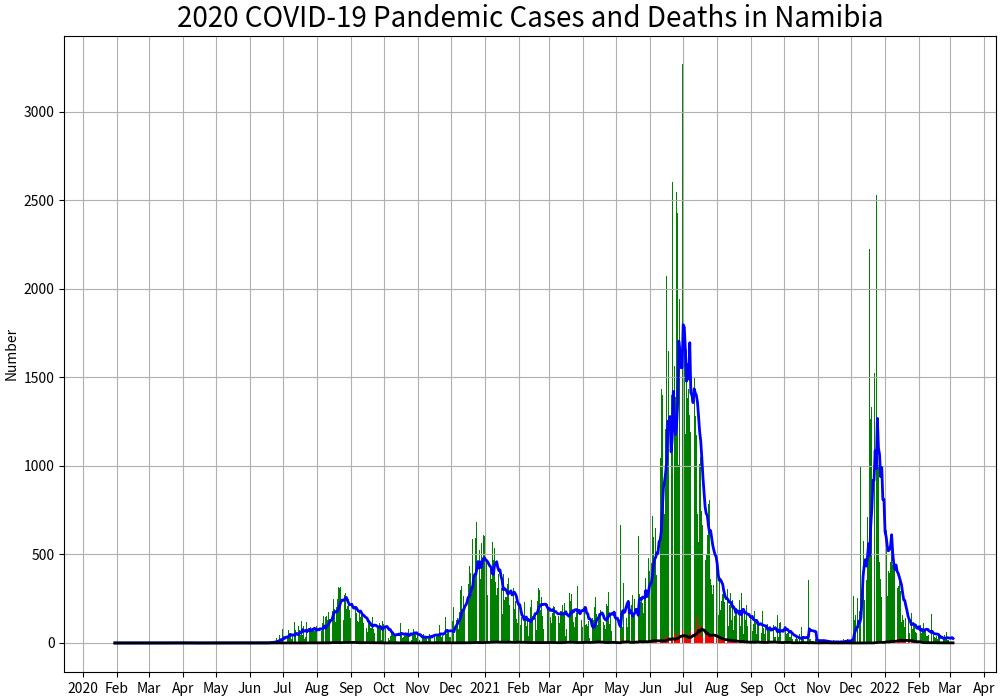 2020 COVID-19 Pandemic Cases and Deaths in Namibia
Number
3000
2500
2000
1500
1000
500
0
2020 Feb Mar Apr May Jun Jul Aug Sep Oct Nov Dec 2021 Feb Mar Apr May Jun Jul Aug Sep Oct Nov Dec 2022 Feb Mar Apr